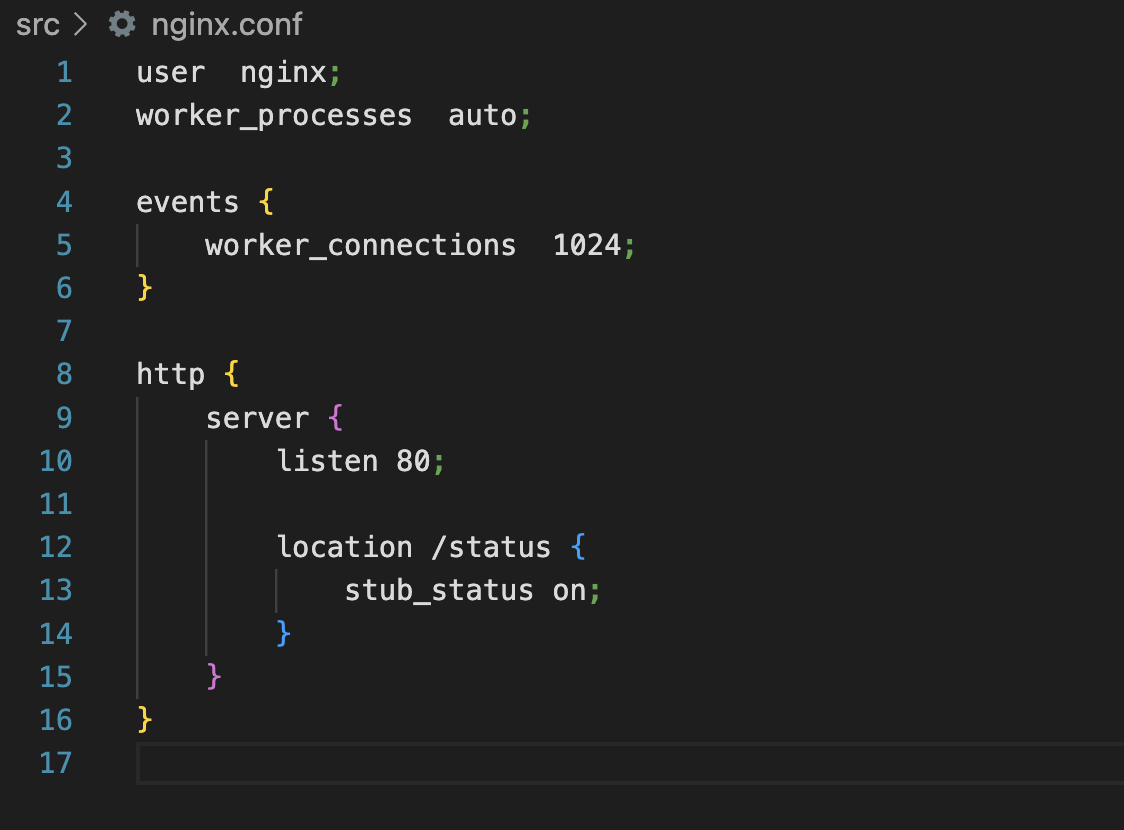 src > nginx.conf
1 user  nginx;
2 worker_processes  auto;
3
4 events {
5     worker_connections  1024;
6 }
7
8 http {
9     server {
10         listen 80;
11
12         location /status {
13             stub_status on;
14         }
15     }
16 }
17